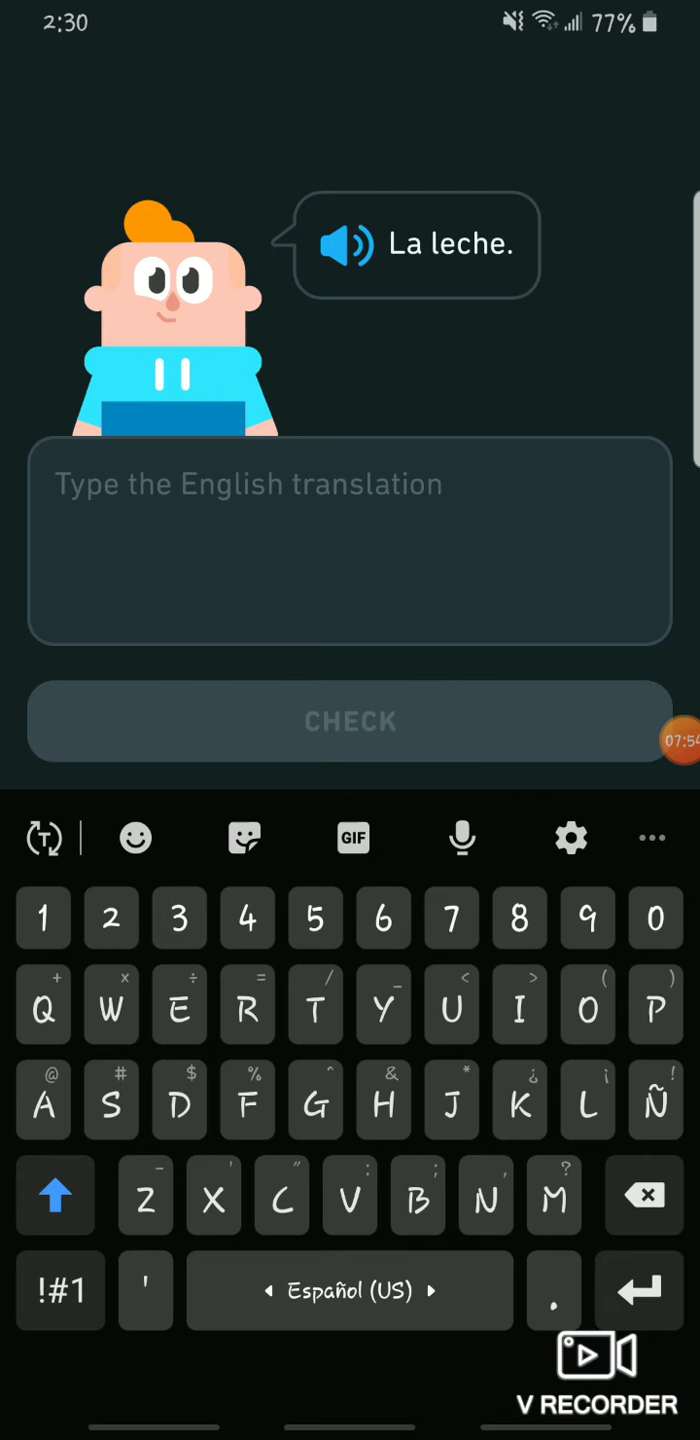 2:30 77%
La leche.
Type the English translation
CHECK
07:54
T GIF
1 2 3 4 5 6 7 8 9 0
+ × ÷ = / _ < > ( )
Q W E R T Y U I O P
@ # $ % ^ & * ¿ ¡ !
A S D F G H J K L Ñ
- ' " : ; , ?
Z X C V B N M
!#1 ' Español (US) .
V RECORDER